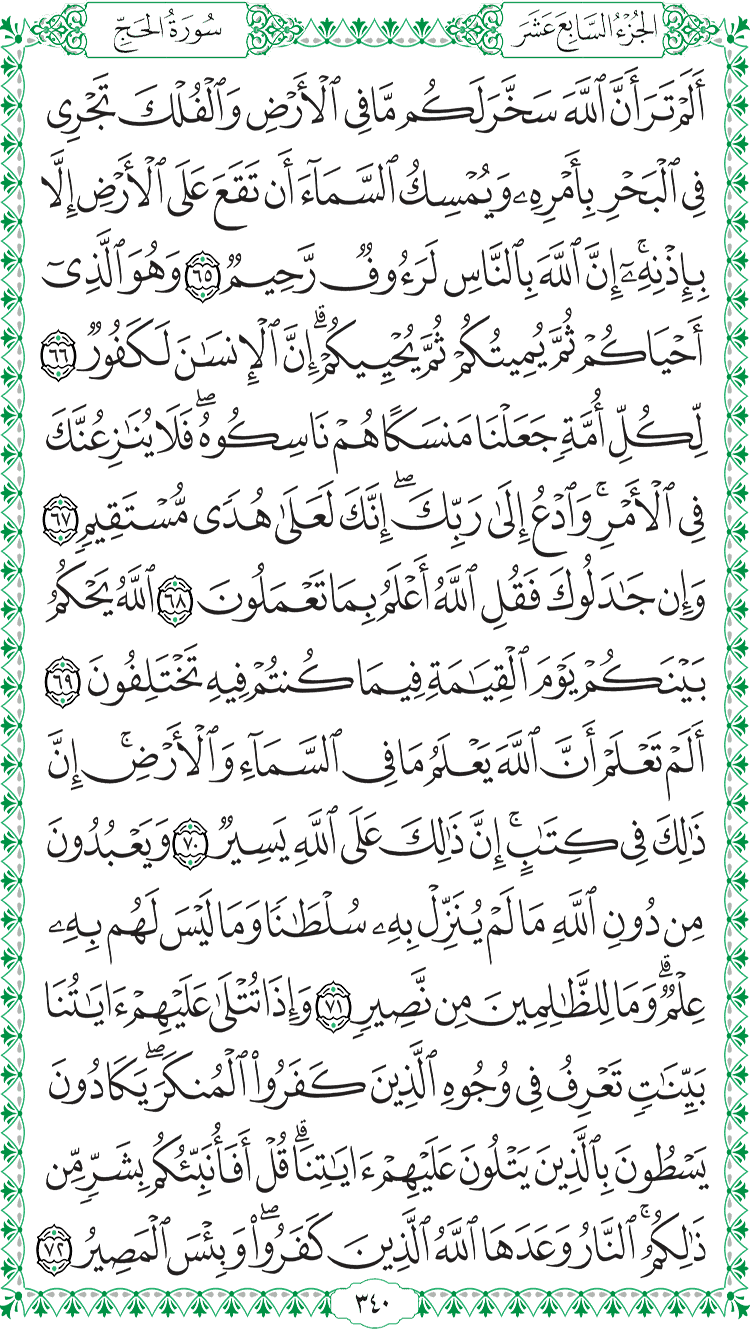 الجُزْءُ السَّابِعَ عَشَرَ
سُورَةُ الحَجِّ
أَلَمْ تَرَ أَنَّ ٱللَّهَ سَخَّرَ لَكُم مَّا فِى ٱلْأَرْضِ وَٱلْفُلْكَ تَجْرِى
فِى ٱلْبَحْرِ بِأَمْرِهِۦ وَيُمْسِكُ ٱلسَّمَآءَ أَن تَقَعَ عَلَى ٱلْأَرْضِ إِلَّا
بِإِذْنِهِۦٓ ۚ إِنَّ ٱللَّهَ بِٱلنَّاسِ لَرَءُوفٌ رَّحِيمٌ ٦٥ وَهُوَ ٱلَّذِىٓ
أَحْيَاكُمْ ثُمَّ يُمِيتُكُمْ ثُمَّ يُحْيِيكُمْ ۗ إِنَّ ٱلْإِنسَٰنَ لَكَفُورٌ ٦٦
لِّكُلِّ أُمَّةٍ جَعَلْنَا مَنسَكًا هُمْ نَاسِكُوهُ ۖ فَلَا يُنَٰزِعُنَّكَ
فِى ٱلْأَمْرِ ۚ وَٱدْعُ إِلَىٰ رَبِّكَ ۖ إِنَّكَ لَعَلَىٰ هُدًى مُّسْتَقِيمٍ ٦٧
وَإِن جَٰدَلُوكَ فَقُلِ ٱللَّهُ أَعْلَمُ بِمَا تَعْمَلُونَ ٦٨ ٱللَّهُ يَحْكُمُ
بَيْنَكُمْ يَوْمَ ٱلْقِيَٰمَةِ فِيمَا كُنتُمْ فِيهِ تَخْتَلِفُونَ ٦٩
أَلَمْ تَعْلَمْ أَنَّ ٱللَّهَ يَعْلَمُ مَا فِى ٱلسَّمَآءِ وَٱلْأَرْضِ ۚ إِنَّ
ذَٰلِكَ فِى كِتَٰبٍ ۚ إِنَّ ذَٰلِكَ عَلَى ٱللَّهِ يَسِيرٌ ٧٠ وَيَعْبُدُونَ
مِن دُونِ ٱللَّهِ مَا لَمْ يُنَزِّلْ بِهِۦ سُلْطَٰنًا وَمَا لَيْسَ لَهُم بِهِۦ
عِلْمٌ ۗ وَمَا لِلظَّٰلِمِينَ مِن نَّصِيرٍ ٧١ وَإِذَا تُتْلَىٰ عَلَيْهِمْ ءَايَٰتُنَا
بَيِّنَٰتٍ تَعْرِفُ فِى وُجُوهِ ٱلَّذِينَ كَفَرُوا۟ ٱلْمُنكَرَ ۖ يَكَادُونَ
يَسْطُونَ بِٱلَّذِينَ يَتْلُونَ عَلَيْهِمْ ءَايَٰتِنَا ۗ قُلْ أَفَأُنَبِّئُكُم بِشَرٍّ مِّن
ذَٰلِكُمُ ۚ ٱلنَّارُ وَعَدَهَا ٱللَّهُ ٱلَّذِينَ كَفَرُوا۟ ۖ وَبِئْسَ ٱلْمَصِيرُ ٧٢
٣٤٠